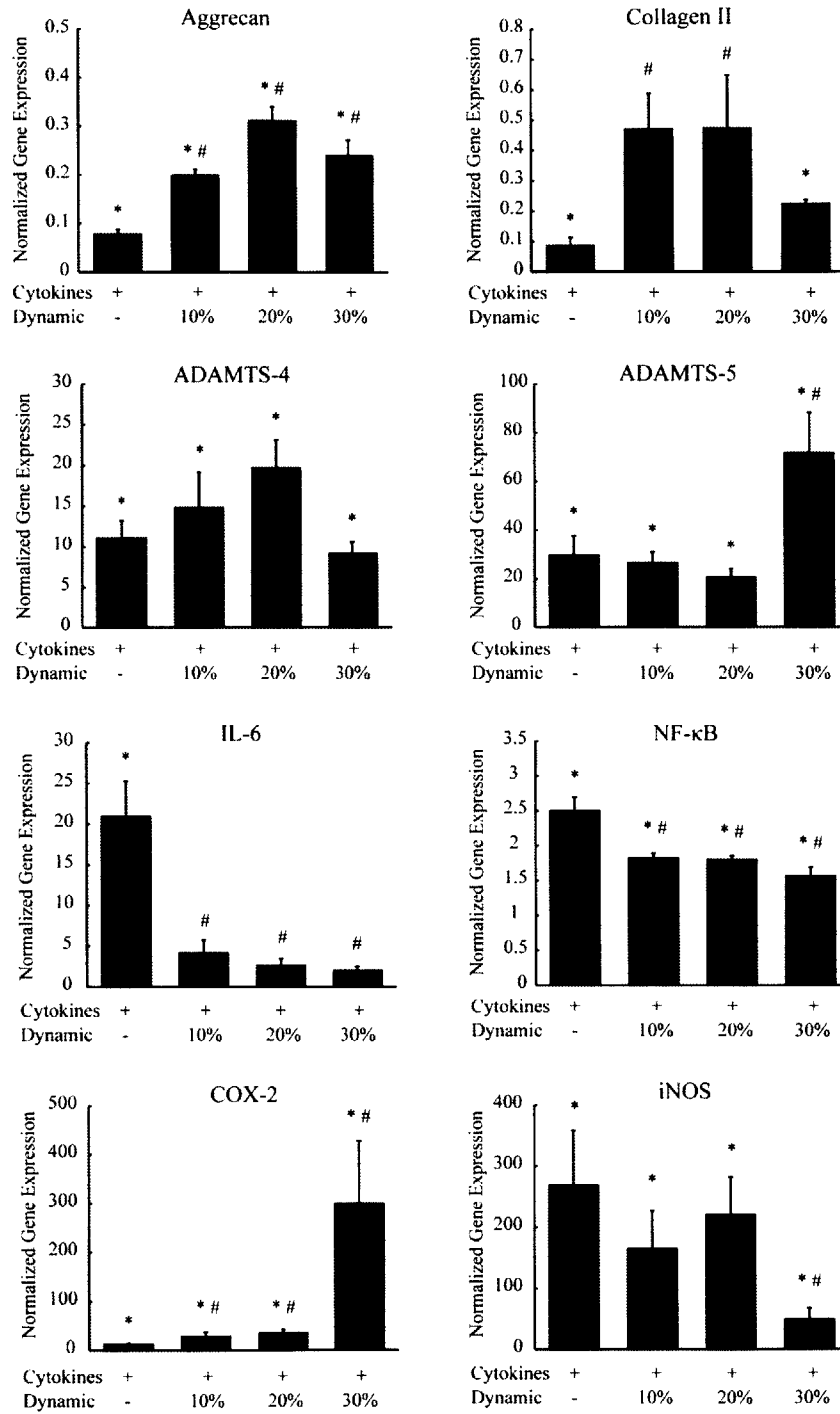 Aggrecan
Normalized Gene Expression
0.5
0.4
0.3
0.2
0.1
0
*
* #
* #
* #
Cytokines + + + +
Dynamic - 10% 20% 30%
Collagen II
Normalized Gene Expression
0.8
0.7
0.6
0.5
0.4
0.3
0.2
0.1
0
*
#
#
*
Cytokines + + + +
Dynamic - 10% 20% 30%
ADAMTS-4
Normalized Gene Expression
30
25
20
15
10
5
0
*
*
*
*
Cytokines + + + +
Dynamic - 10% 20% 30%
ADAMTS-5
Normalized Gene Expression
100
80
60
40
20
0
*
*
*
* #
Cytokines + + + +
Dynamic - 10% 20% 30%
IL-6
Normalized Gene Expression
30
25
20
15
10
5
0
*
#
#
#
Cytokines + + + +
Dynamic - 10% 20% 30%
NF-κB
Normalized Gene Expression
3.5
3
2.5
2
1.5
1
0.5
0
*
* #
* #
* #
Cytokines + + + +
Dynamic - 10% 20% 30%
COX-2
Normalized Gene Expression
500
400
300
200
100
0
*
* #
* #
* #
Cytokines + + + +
Dynamic - 10% 20% 30%
iNOS
Normalized Gene Expression
400
300
200
100
0
*
*
*
* #
Cytokines + + + +
Dynamic - 10% 20% 30%